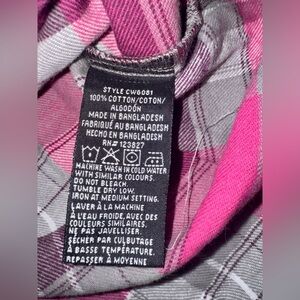 STYLE CW6081
100% COTTON/COTON/
ALGODÓN
MADE IN BANGLADESH
FABRIQUÉ AU BANGLADESH
HECHO EN BANGLADESH
RN# 123827
MACHINE WASH IN COLD WATER
WITH SIMILAR COLOURS.
DO NOT BLEACH.
TUMBLE DRY LOW.
IRON AT MEDIUM SETTING.
LAVER À LA MACHINE
À L'EAU FROIDE, AVEC DES
COULEURS SIMILAIRES.
NE PAS JAVELLISER.
SÉCHER PAR CULBUTAGE
À BASSE TEMPÉRATURE.
REPASSER À MOYENNE